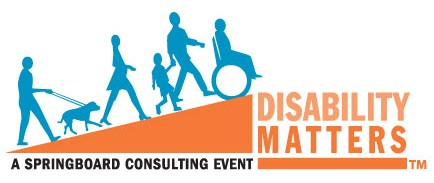 DISABILITY
MATTERS
A SPRINGBOARD CONSULTING EVENT TM